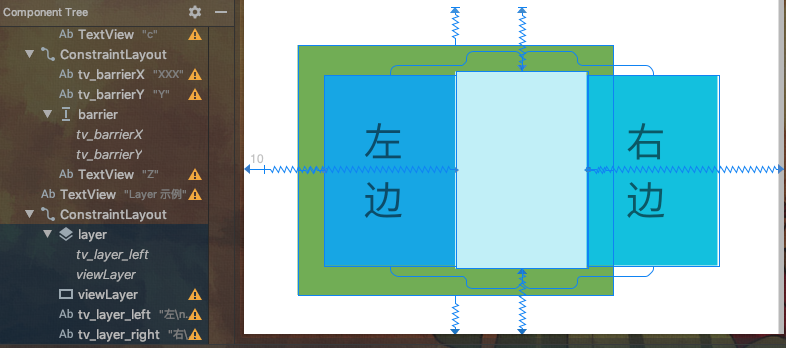 Component Tree
Ab TextView "c"
ConstraintLayout
Ab tv_barrierX "XXX"
Ab tv_barrierY "Y"
barrier
tv_barrierX
tv_barrierY
Ab TextView "Z"
Ab TextView "Layer 示例"
ConstraintLayout
layer
tv_layer_left
viewLayer
viewLayer
Ab tv_layer_left "左\n...
Ab tv_layer_right "右\
10
左
边
右
边